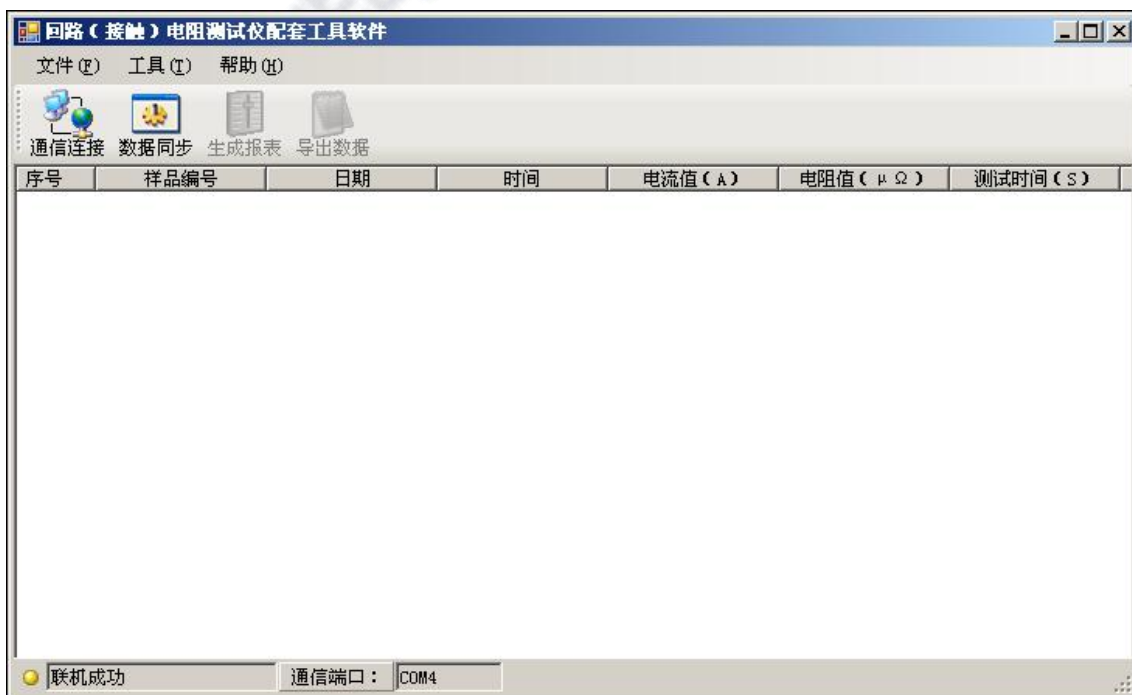 回路(接触)电阻测试仪配套工具软件
文件(F) 工具(T) 帮助(H)
通信连接 数据同步 生成报表 导出数据
序号 样品编号 日期 时间 电流值(A) 电阻值(μΩ) 测试时间(S)
联机成功 通信端口: COM4